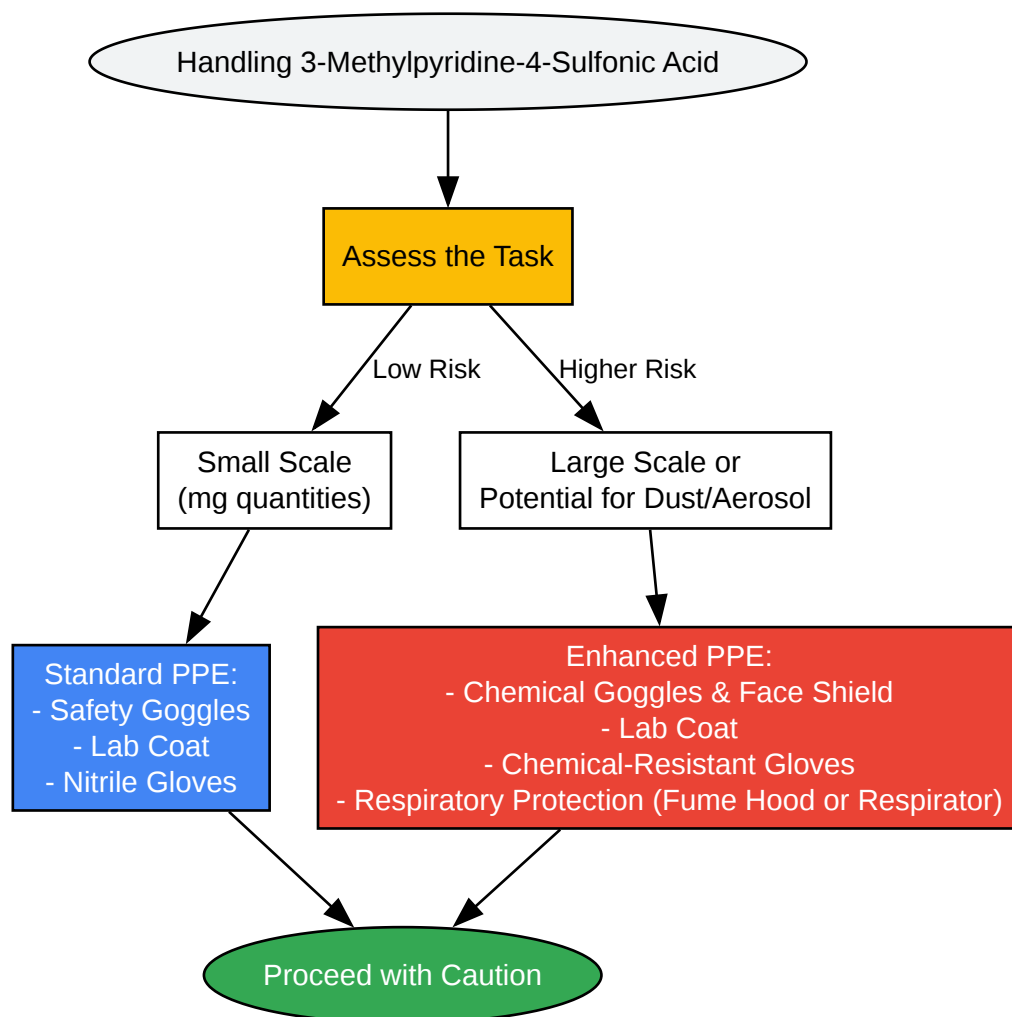 Handling 3-Methylpyridine-4-Sulfonic Acid
Assess the Task
Low Risk
Higher Risk
Small Scale
(mg quantities)
Large Scale or
Potential for Dust/Aerosol
Standard PPE:
- Safety Goggles
- Lab Coat
- Nitrile Gloves
Enhanced PPE:
- Chemical Goggles & Face Shield
- Lab Coat
- Chemical-Resistant Gloves
- Respiratory Protection (Fume Hood or Respirator)
Proceed with Caution